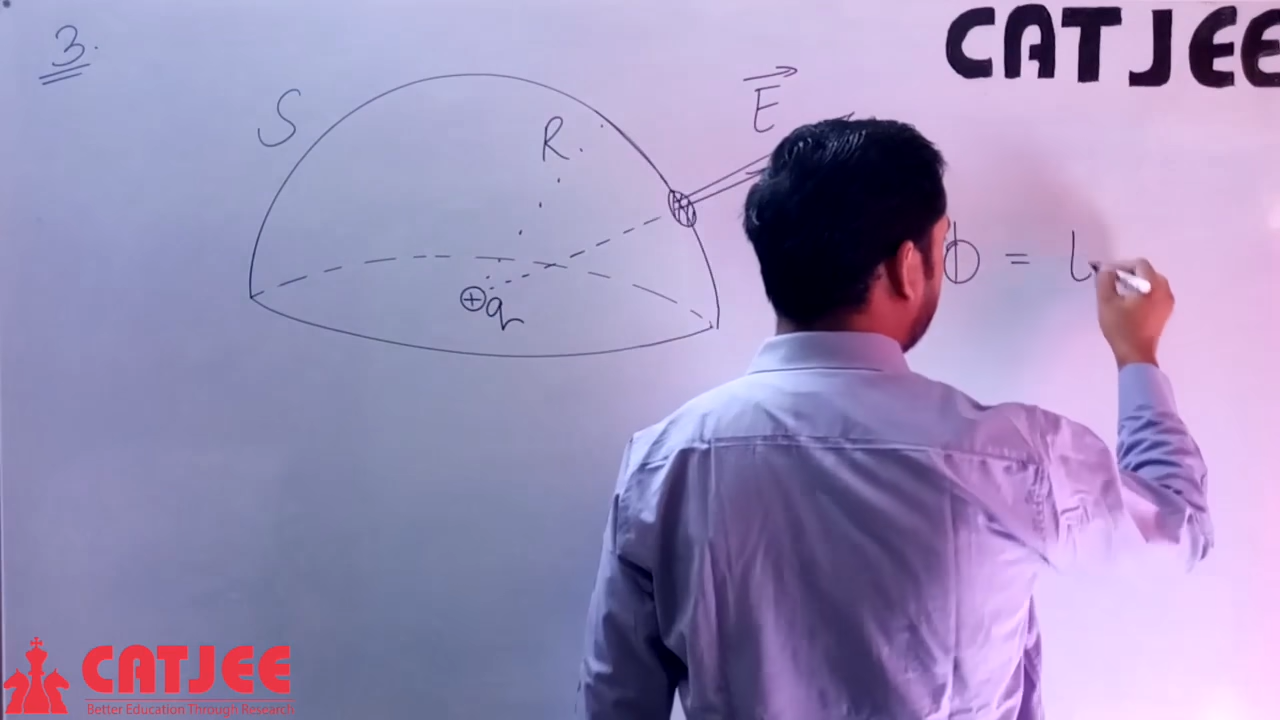 3.
CATJEE
S
R
E
q
ϕ =
CATJEE
Better Education Through Research